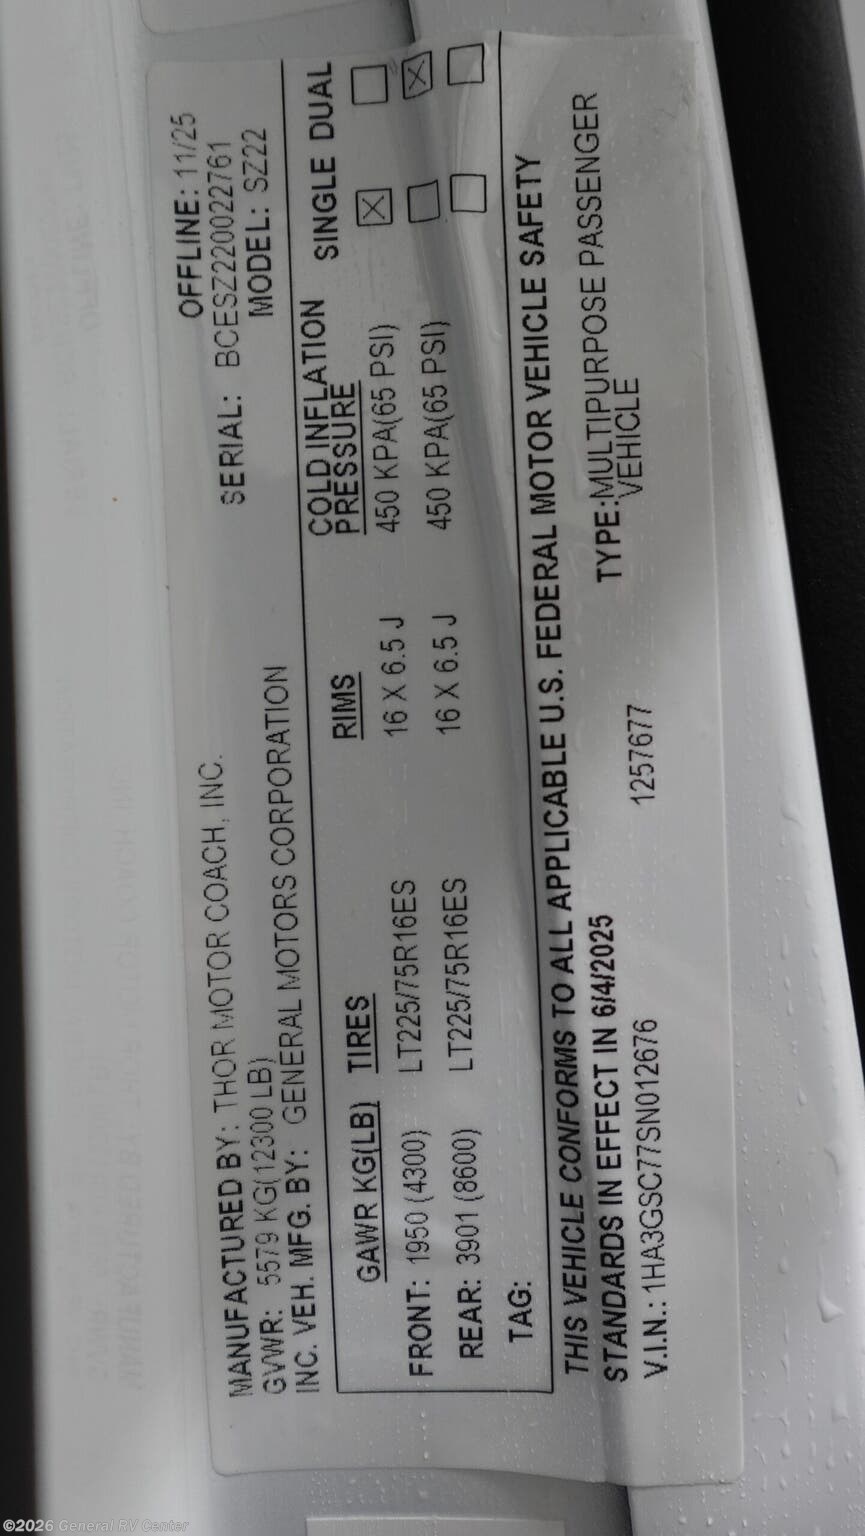 MANUFACTURED BY: THOR MOTOR COACH, INC. OFFLINE: 11/25
GVWR: 5579 KG(12300 LB) SERIAL: BCESZ220022761
INC. VEH. MFG. BY: GENERAL MOTORS CORPORATION MODEL: SZ22
GAWR KG(LB) TIRES RIMS COLD INFLATION PRESSURE SINGLE DUAL
FRONT: 1950 (4300) LT225/75R16ES 16 X 6.5 J 450 KPA(65 PSI)
REAR: 3901 (8600) LT225/75R16ES 16 X 6.5 J 450 KPA(65 PSI)
TAG:
THIS VEHICLE CONFORMS TO ALL APPLICABLE U.S. FEDERAL MOTOR VEHICLE SAFETY
STANDARDS IN EFFECT IN 6/4/2025 TYPE:MULTIPURPOSE PASSENGER
VEHICLE
V.I.N.: 1HA3GSC77SN012676 1257677
©2026 General RV Center